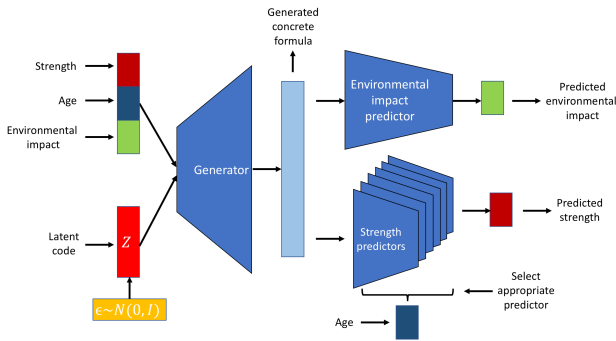 Generated
concrete
formula
Strength
Age
Environmental
impact
Environmental
impact
predictor
Predicted
environmental
impact
Generator
Latent
code
Z
ϵ~N(0, I)
Strength
predictors
Predicted
strength
Select
appropriate
predictor
Age